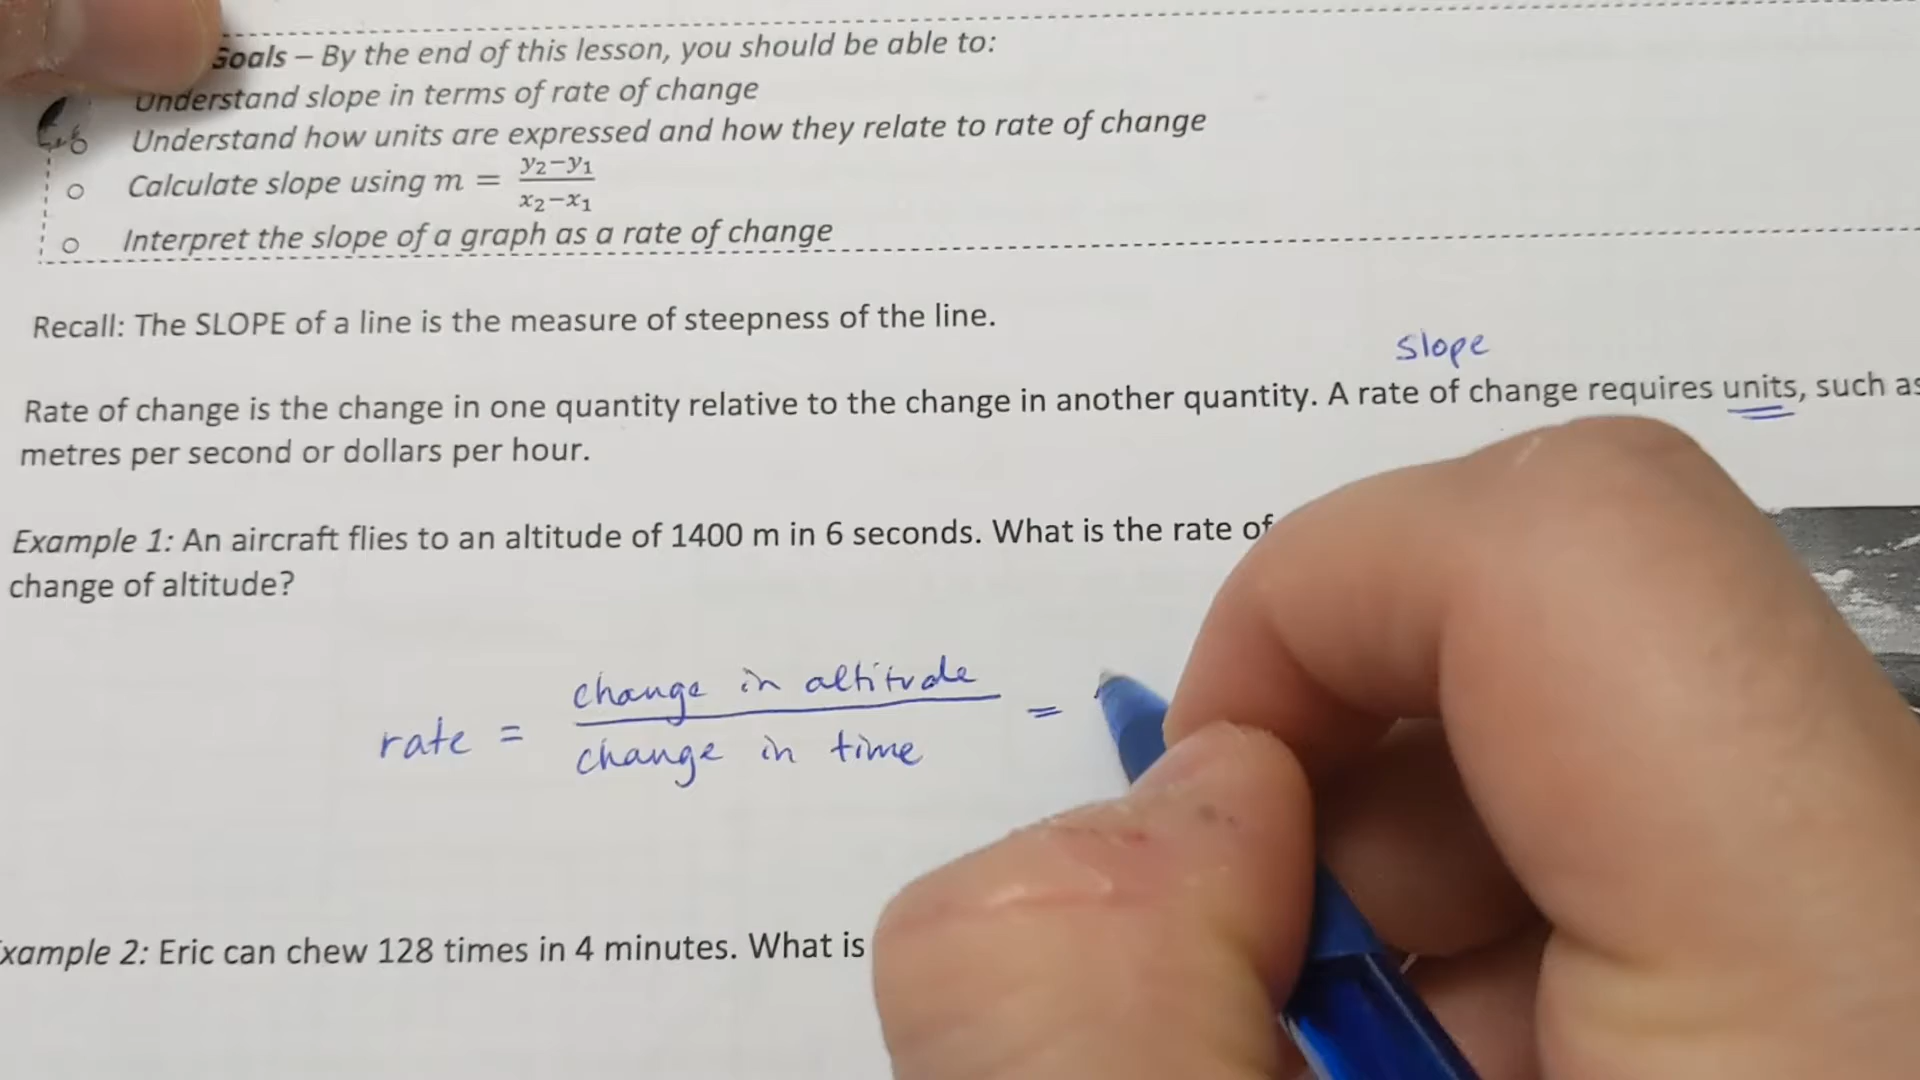 Goals – By the end of this lesson, you should be able to:
Understand slope in terms of rate of change
Understand how units are expressed and how they relate to rate of change
○ Calculate slope using m = y₂−y₁ / x₂−x₁
○ Interpret the slope of a graph as a rate of change
Recall: The SLOPE of a line is the measure of steepness of the line.
slope
Rate of change is the change in one quantity relative to the change in another quantity. A rate of change requires units, such as
metres per second or dollars per hour.
Example 1: An aircraft flies to an altitude of 1400 m in 6 seconds. What is the rate of
change of altitude?
rate = change in altitude / change in time =
xample 2: Eric can chew 128 times in 4 minutes. What is